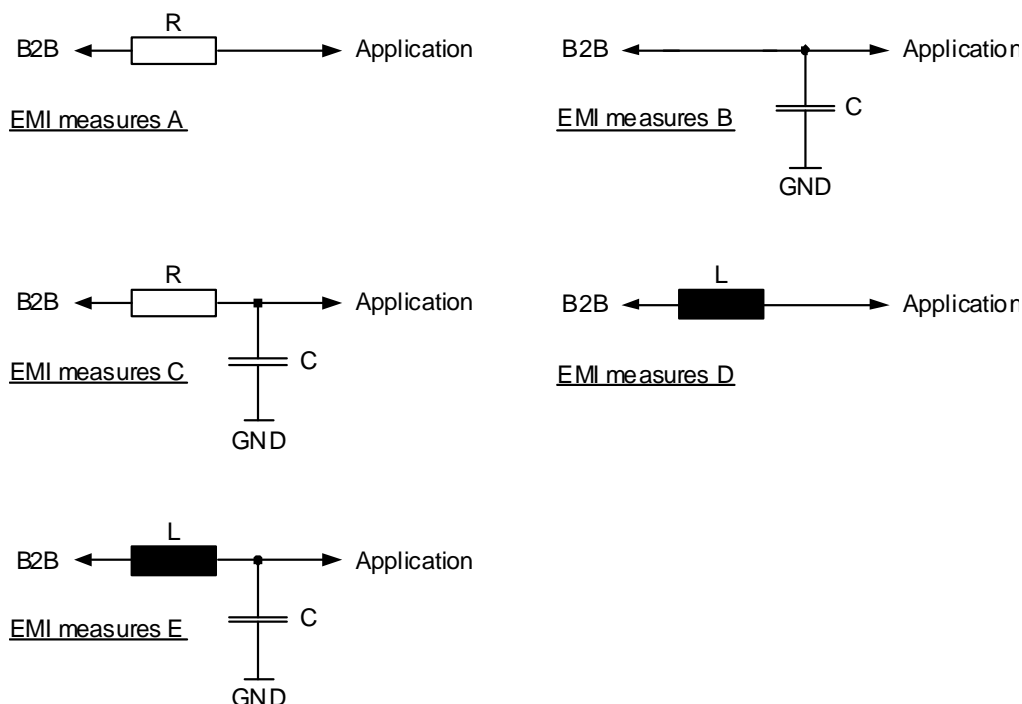 R
B2B Application
EMI measures A
B2B Application
C
EMI measures B
GND
R
B2B Application
C
EMI measures C
GND
L
B2B Application
EMI measures D
L
B2B Application
C
EMI measures E
GND